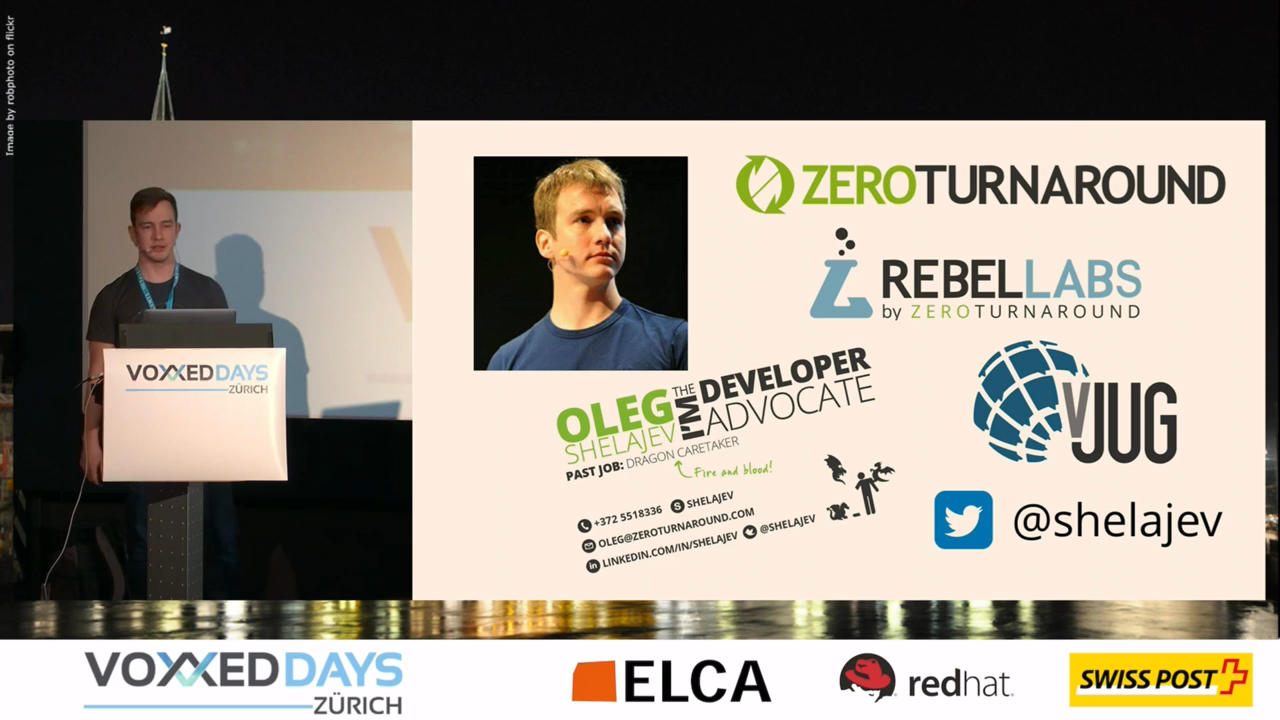 Image by robphoto on flickr
VOXXED DAYS
ZÜRICH
ZEROTURNAROUND
REBELLABS
by ZEROTURNAROUND
OLEG
SHELAJEV
I'M
THE
DEVELOPER
ADVOCATE
PAST JOB: DRAGON CARETAKER
Fire and blood!
+372 5518336 SHELAJEV
OLEG@ZEROTURNAROUND.COM
LINKEDIN.COM/IN/SHELAJEV @SHELAJEV
vJUG
@shelajev
VOXXED DAYS
ZÜRICH
ELCA
redhat.
SWISS POST